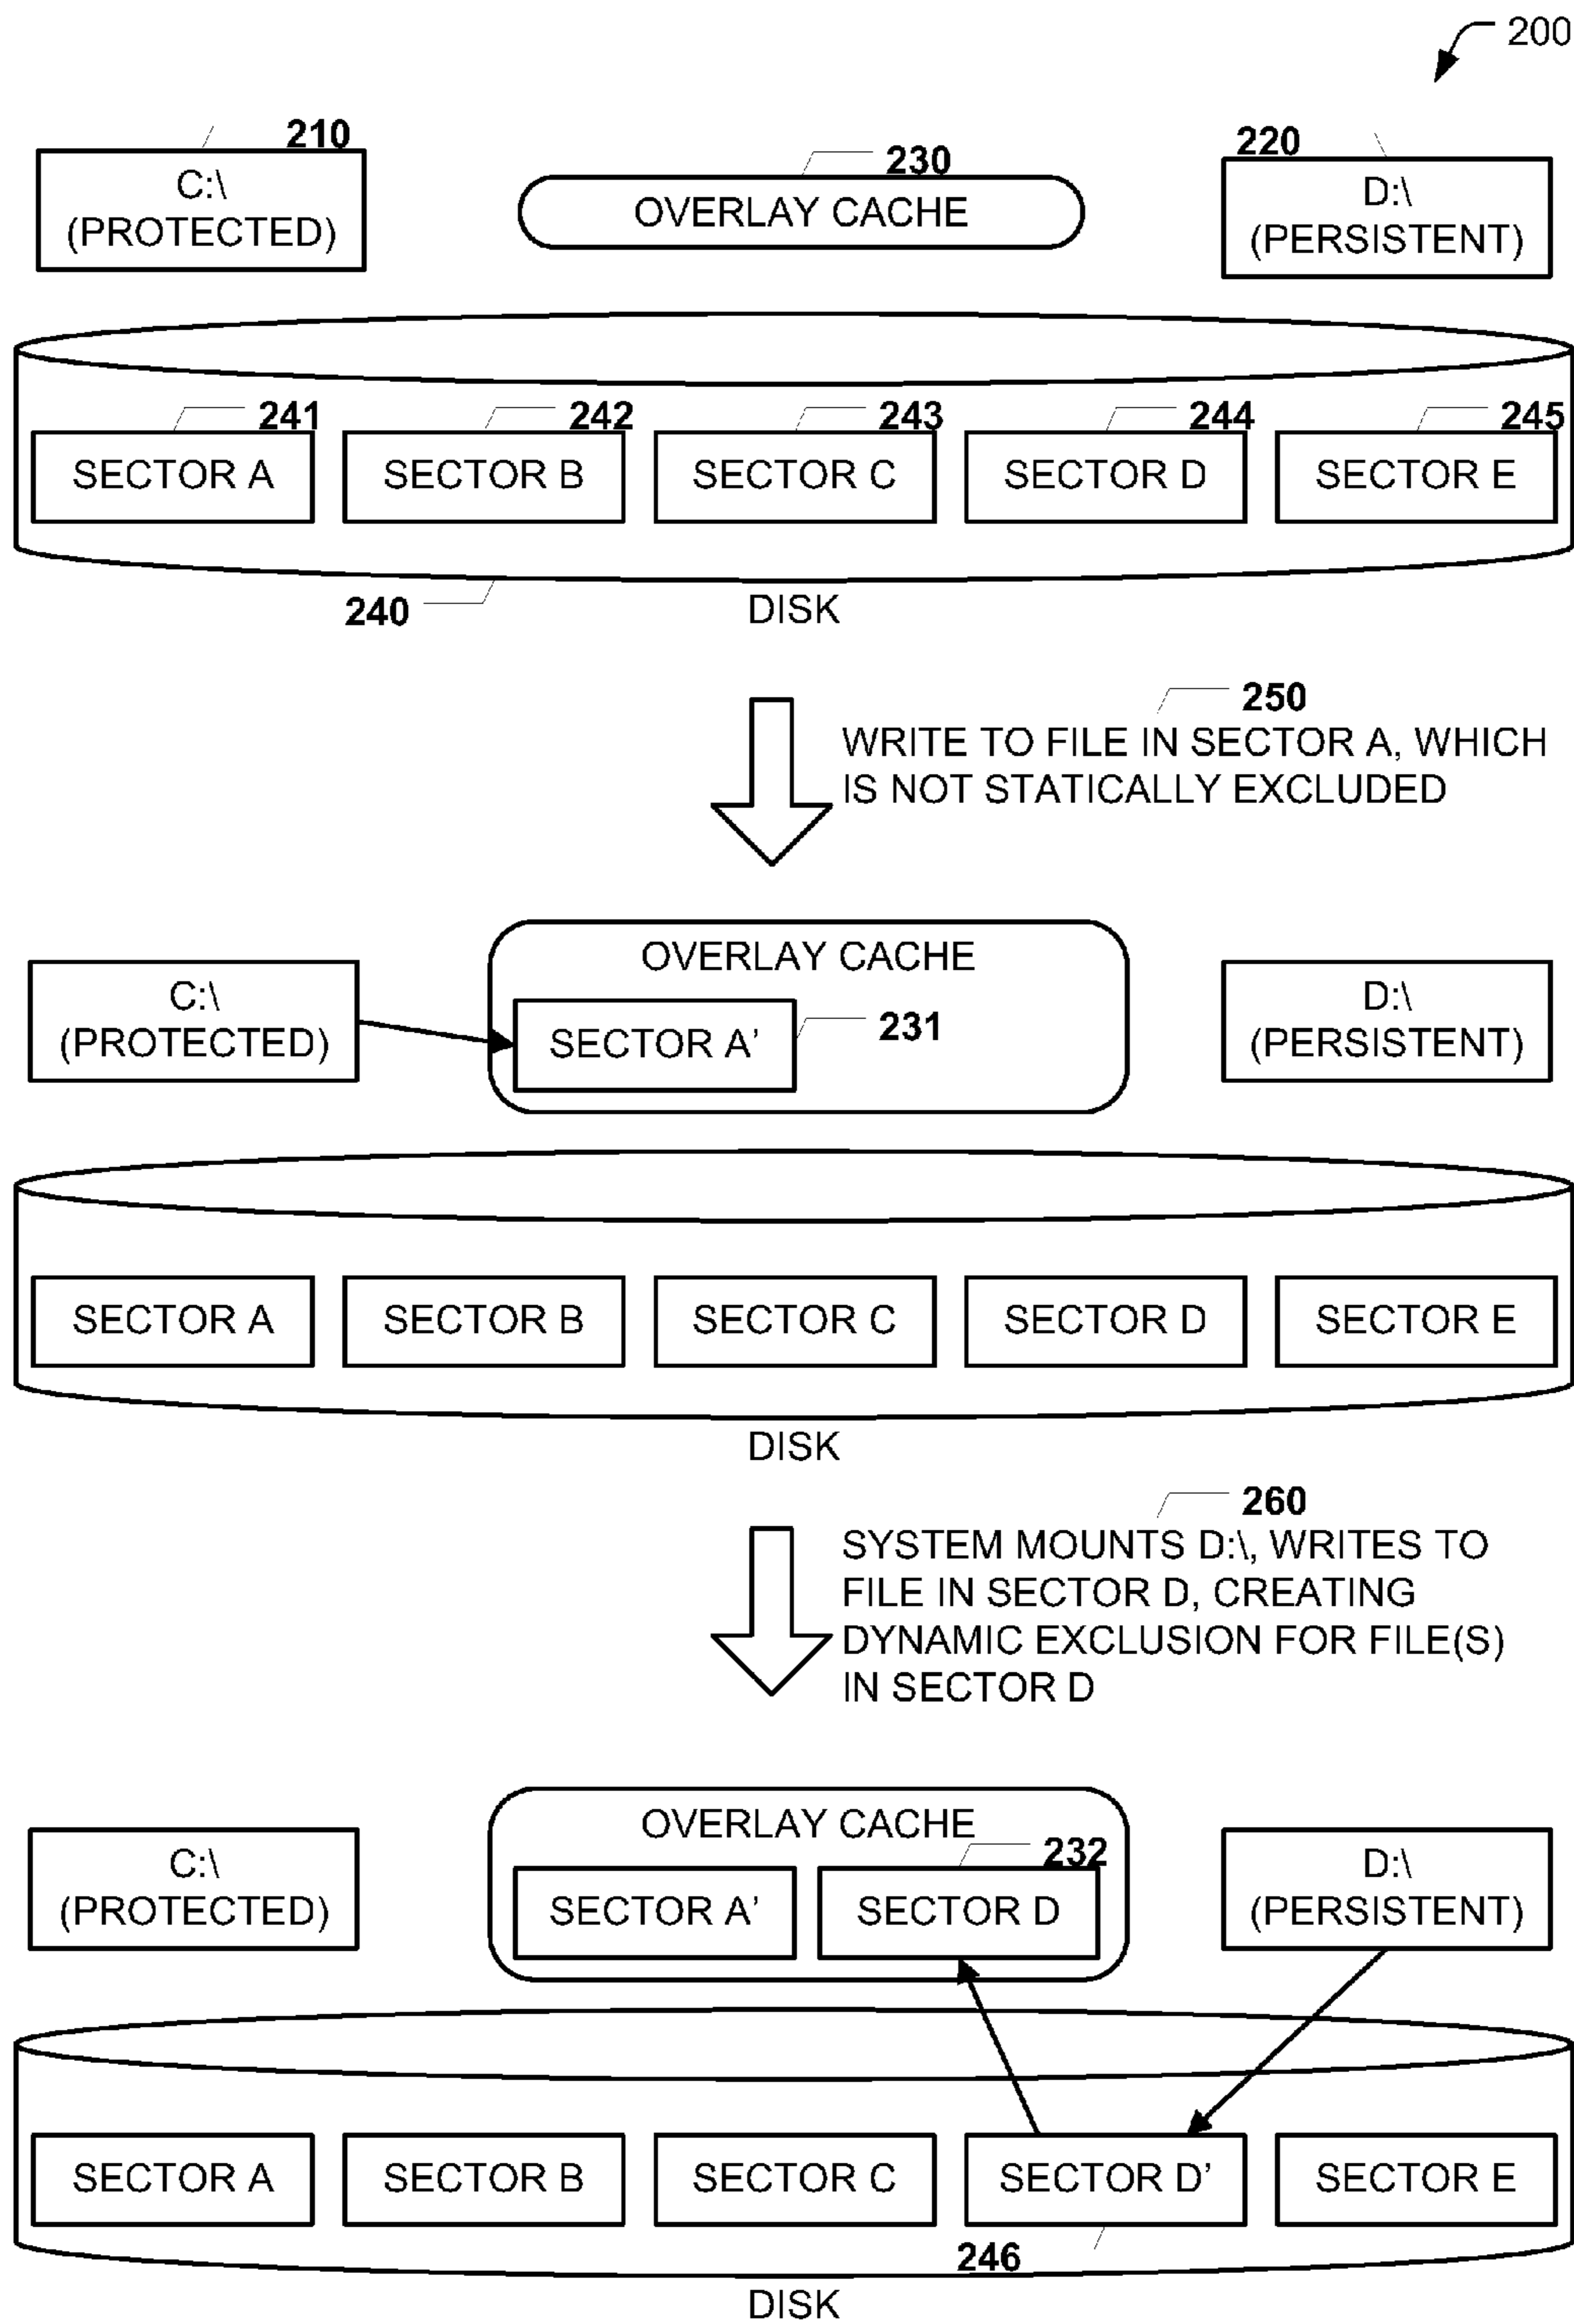 200
210
C:\
(PROTECTED)
230
OVERLAY CACHE
220
D:\
(PERSISTENT)
241
SECTOR A
242
SECTOR B
243
SECTOR C
244
SECTOR D
245
SECTOR E
240
DISK
250
WRITE TO FILE IN SECTOR A, WHICH
IS NOT STATICALLY EXCLUDED
C:\
(PROTECTED)
OVERLAY CACHE
SECTOR A'
231
D:\
(PERSISTENT)
SECTOR A
SECTOR B
SECTOR C
SECTOR D
SECTOR E
DISK
260
SYSTEM MOUNTS D:\, WRITES TO
FILE IN SECTOR D, CREATING
DYNAMIC EXCLUSION FOR FILE(S)
IN SECTOR D
C:\
(PROTECTED)
OVERLAY CACHE
232
SECTOR A'
SECTOR D
D:\
(PERSISTENT)
SECTOR A
SECTOR B
SECTOR C
SECTOR D'
SECTOR E
246
DISK